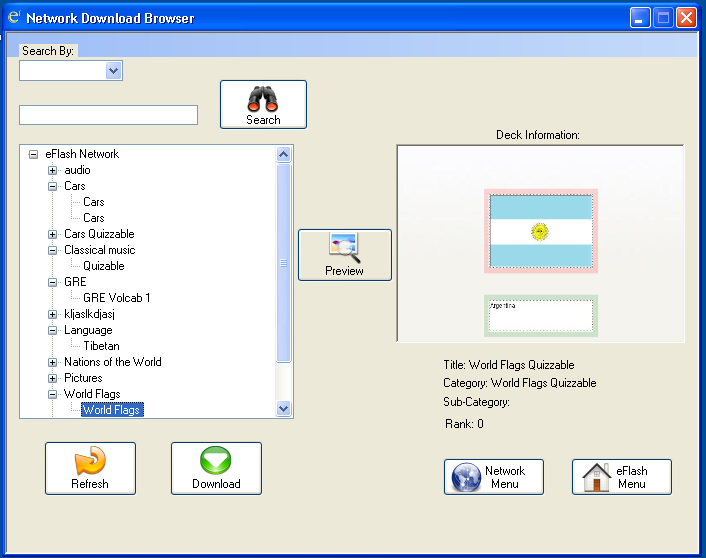 Network Download Browser
Search By:
Search
eFlash Network
audio
Cars
Cars
Cars
Cars Quizzable
Classical music
Quizable
GRE
GRE Volcab 1
kljaslkdjasj
Language
Tibetan
Nations of the World
Pictures
World Flags
World Flags
Preview
Deck Information:
Argentina
Title: World Flags Quizzable
Category: World Flags Quizzable
Sub-Category:
Rank: 0
Refresh
Download
Network
Menu
eFlash
Menu